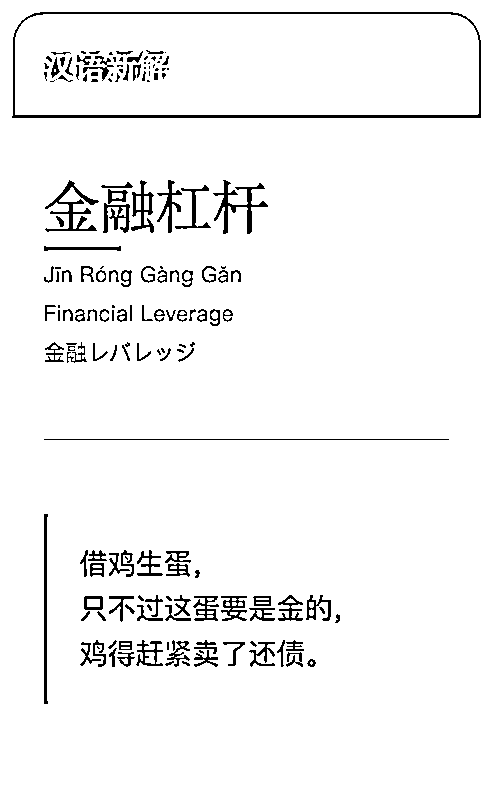 汉语新解
金融杠杆
Jīn Róng Gàng Gǎn
Financial Leverage
金融レバレッジ
借鸡生蛋,
只不过这蛋要是金的,
鸡得赶紧卖了还债。